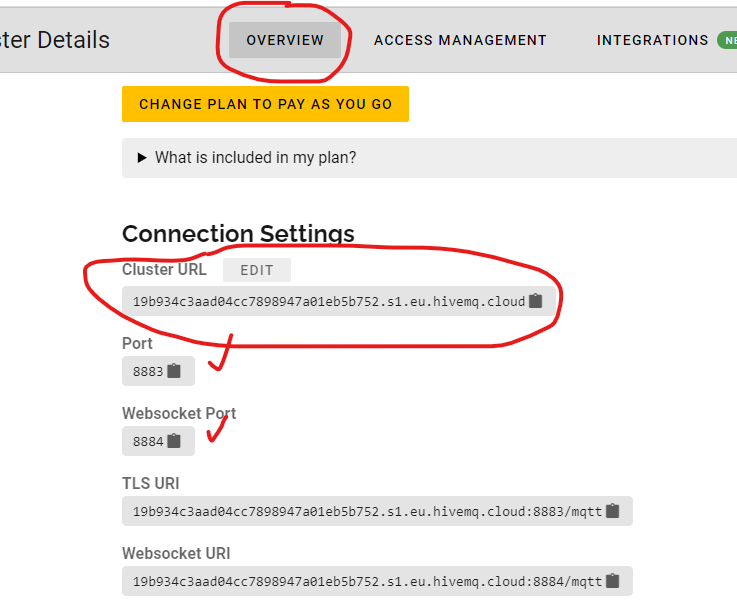 ter Details
OVERVIEW
ACCESS MANAGEMENT
INTEGRATIONS
NE
CHANGE PLAN TO PAY AS YOU GO
What is included in my plan?
Connection Settings
Cluster URL
EDIT
19b934c3aad04cc7898947a01eb5b752.s1.eu.hivemq.cloud
Port
8883
Websocket Port
8884
TLS URI
19b934c3aad04cc7898947a01eb5b752.s1.eu.hivemq.cloud:8883/mqtt
Websocket URI
19b934c3aad04cc7898947a01eb5b752.s1.eu.hivemq.cloud:8884/mqtt